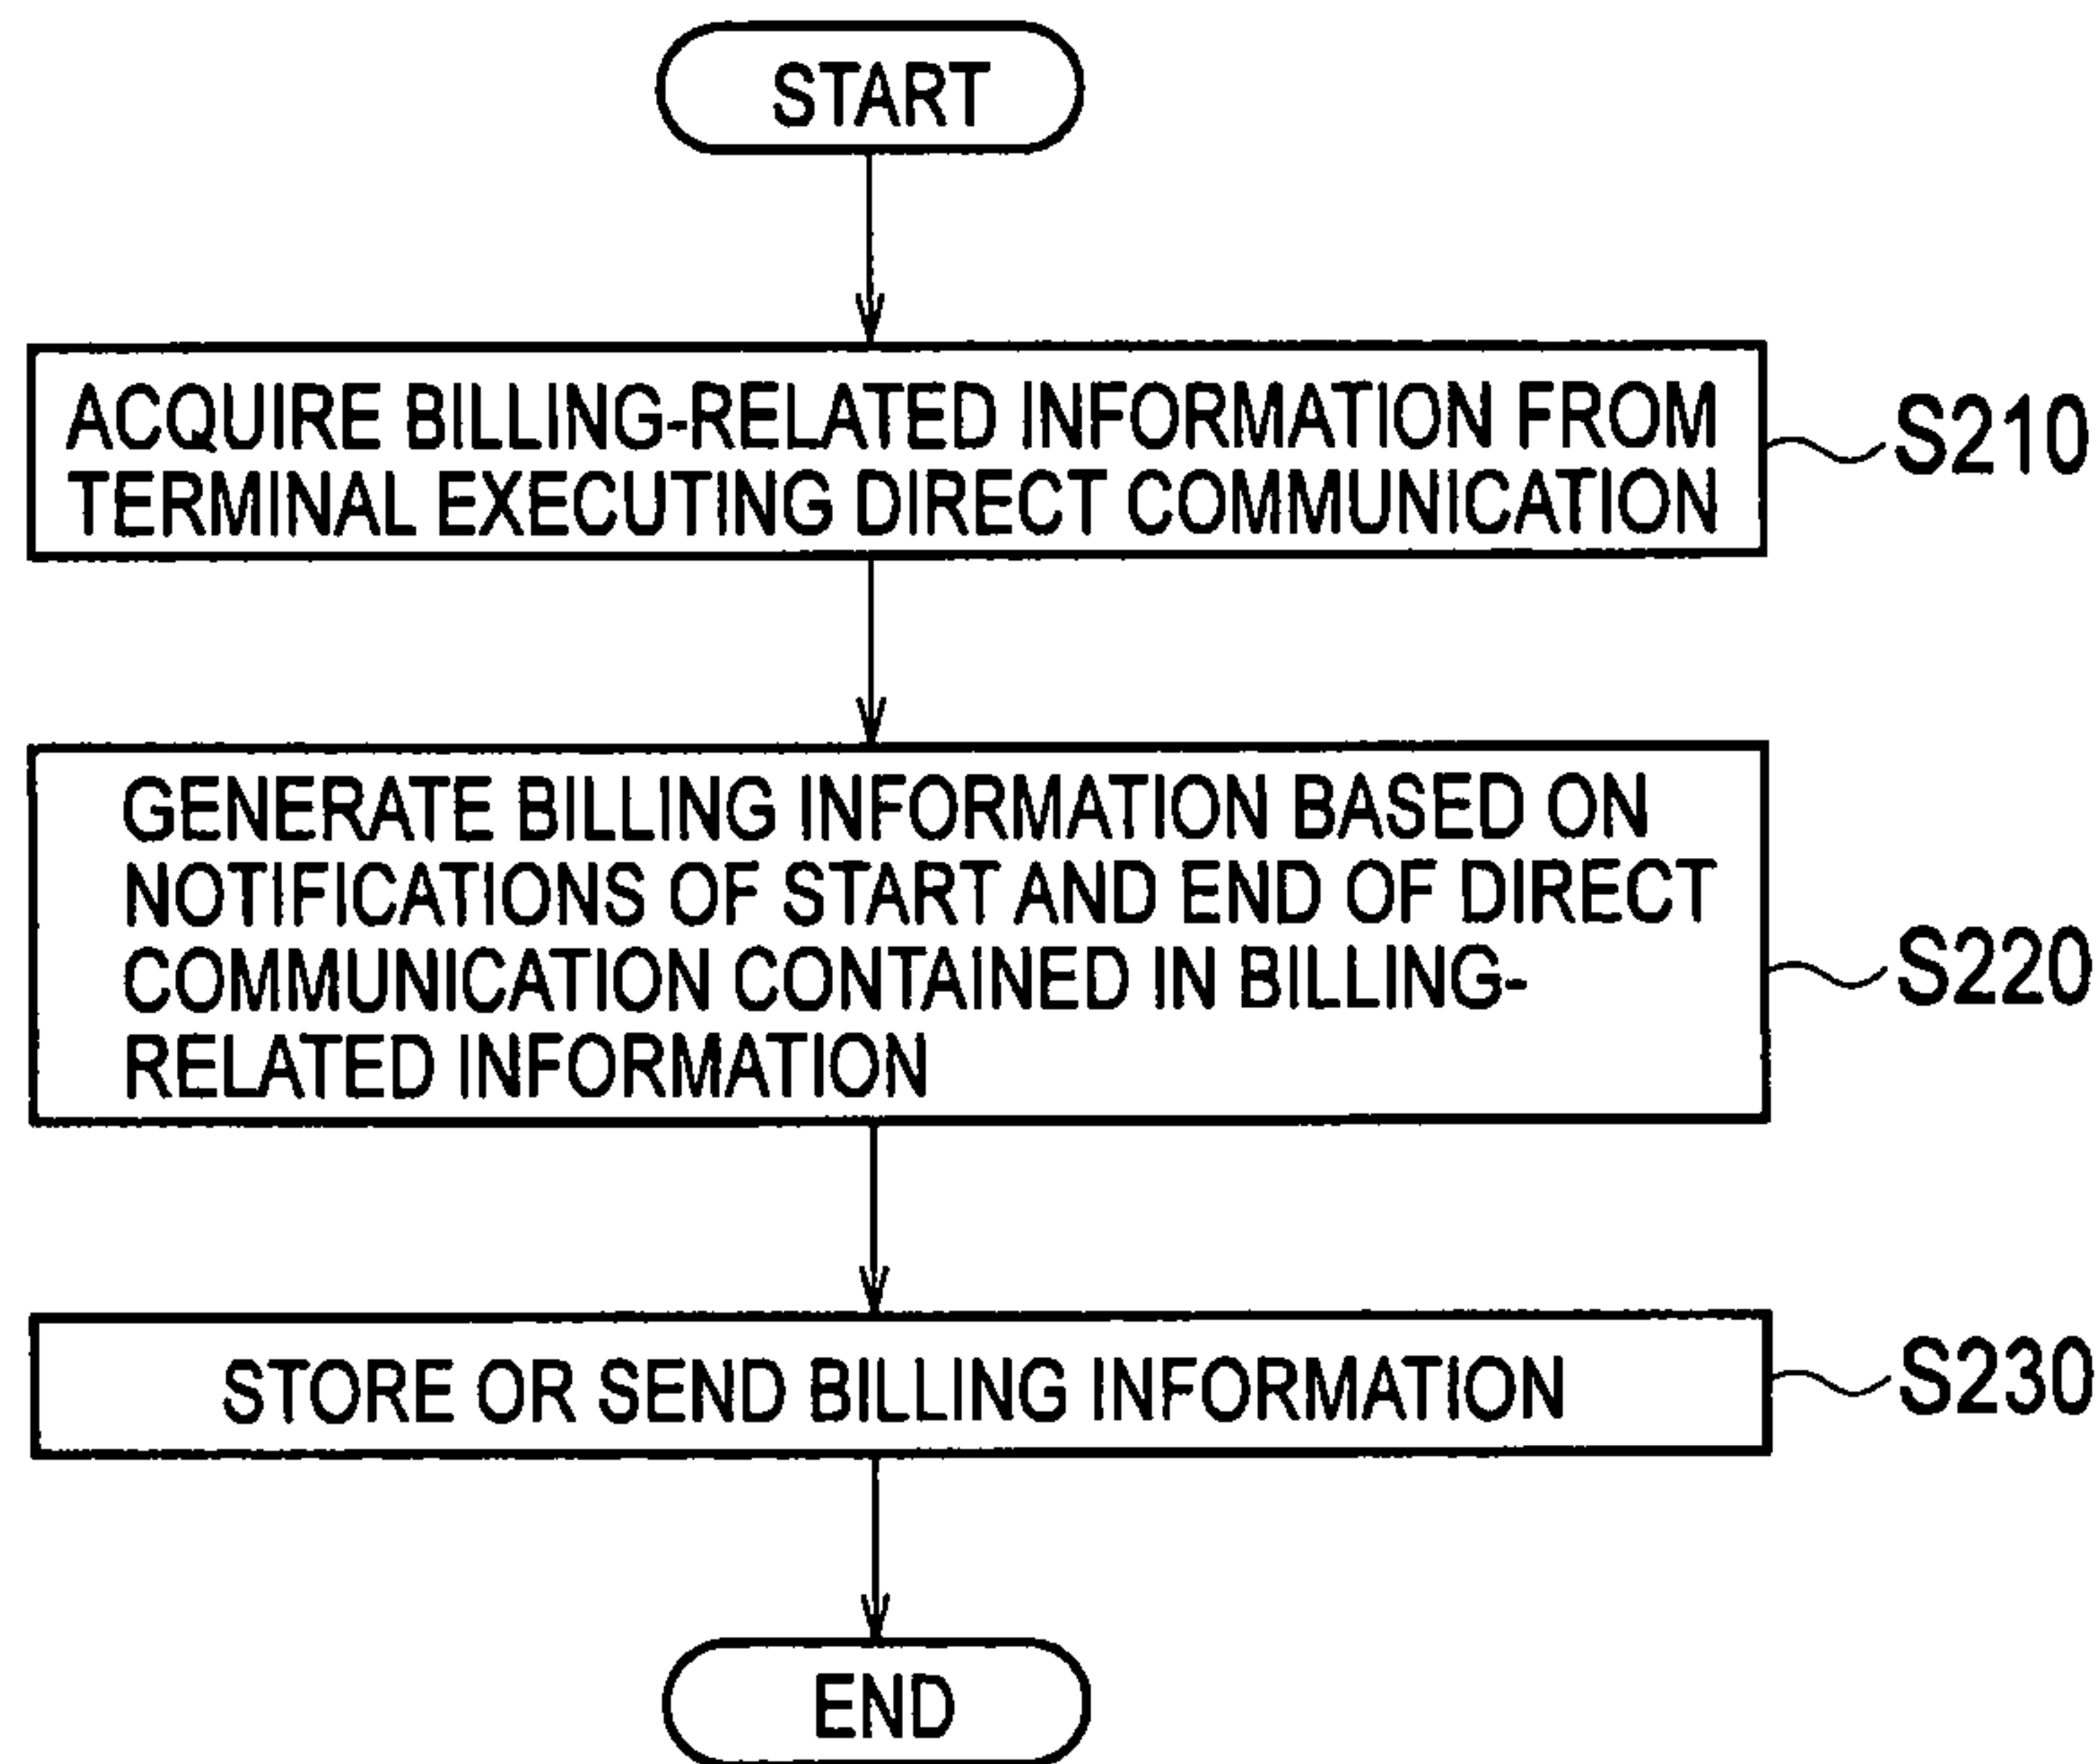 START
ACQUIRE BILLING-RELATED INFORMATION FROM
TERMINAL EXECUTING DIRECT COMMUNICATION
S210
GENERATE BILLING INFORMATION BASED ON
NOTIFICATIONS OF START AND END OF DIRECT
COMMUNICATION CONTAINED IN BILLING-
RELATED INFORMATION
S220
STORE OR SEND BILLING INFORMATION
S230
END